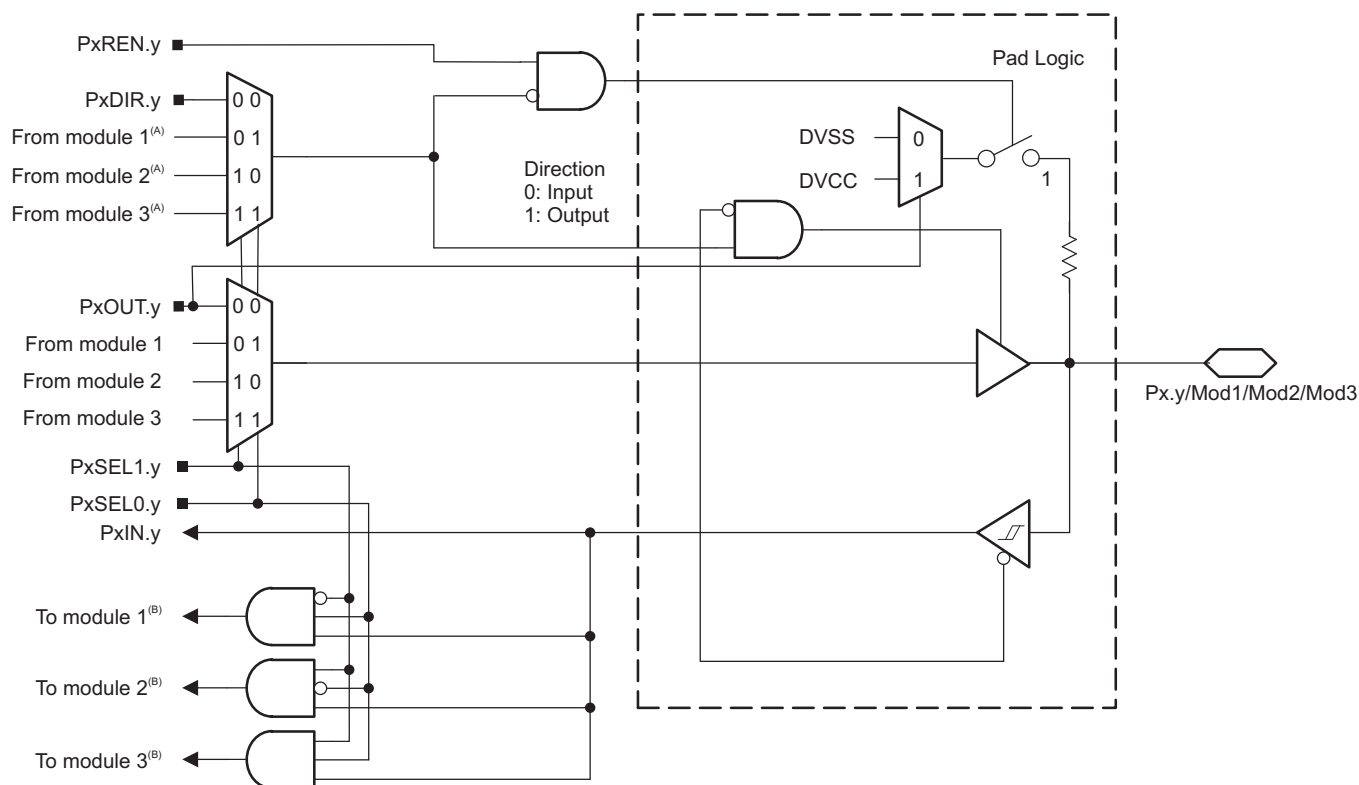 PxREN.y
Pad Logic
PxDIR.y
0 0
From module 1(A)
0 1
DVSS
0
From module 2(A)
1 0
Direction
0: Input
1: Output
DVCC
1
1
From module 3(A)
1 1
PxOUT.y
0 0
From module 1
0 1
From module 2
1 0
Px.y/Mod1/Mod2/Mod3
From module 3
1 1
PxSEL1.y
PxSEL0.y
PxIN.y
To module 1(B)
To module 2(B)
To module 3(B)